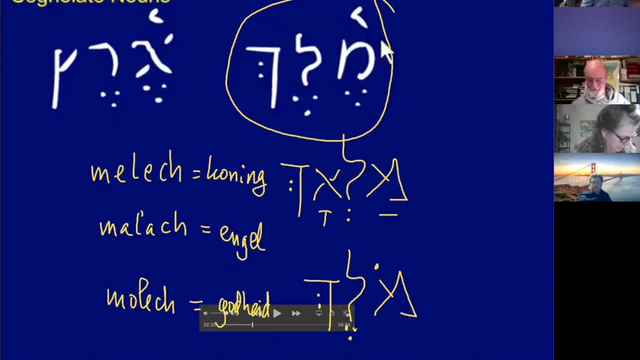 Segholate Nouns
מֶ֫לֶךְ אֶ֫רֶץ
melech = koning מַלְאָךְ
mal'ach = engel
molech = godheid מֹלֶךְ